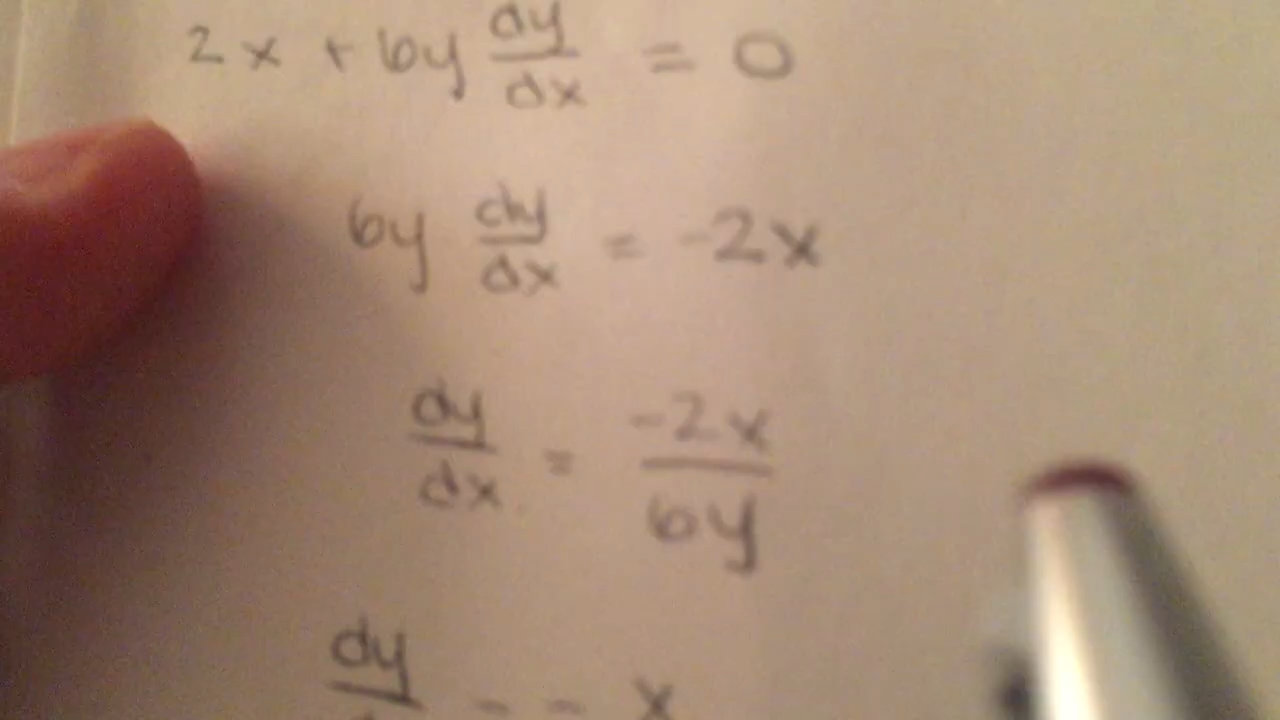 2x + 6y dy/dx = 0
6y dy/dx = -2x
dy/dx = -2x/6y
dy = - x